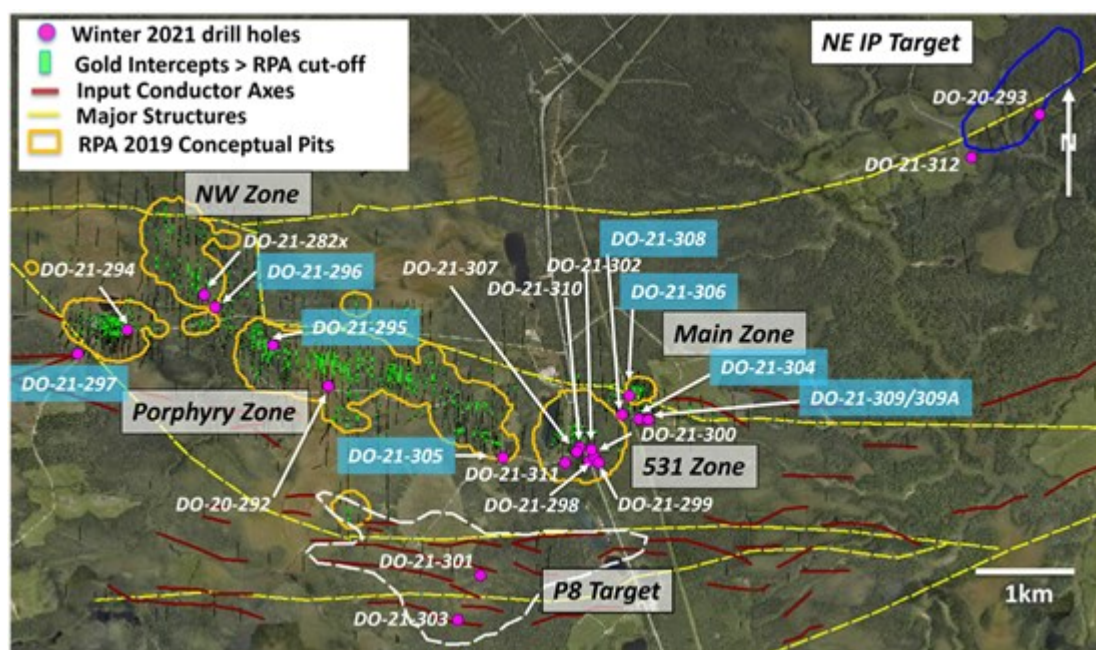 Winter 2021 drill holes
Gold Intercepts > RPA cut-off
Input Conductor Axes
Major Structures
RPA 2019 Conceptual Pits
NE IP Target
DO-20-293
N
DO-21-312
NW Zone
DO-21-282x
DO-21-294
DO-21-296
DO-21-307
DO-21-302
DO-21-308
DO-21-310
DO-21-306
DO-21-295
Main Zone
DO-21-297
DO-21-304
Porphyry Zone
DO-21-309/309A
DO-21-300
DO-21-305
DO-21-311
531 Zone
DO-20-292
DO-21-298
DO-21-299
DO-21-301
P8 Target
1km
DO-21-303